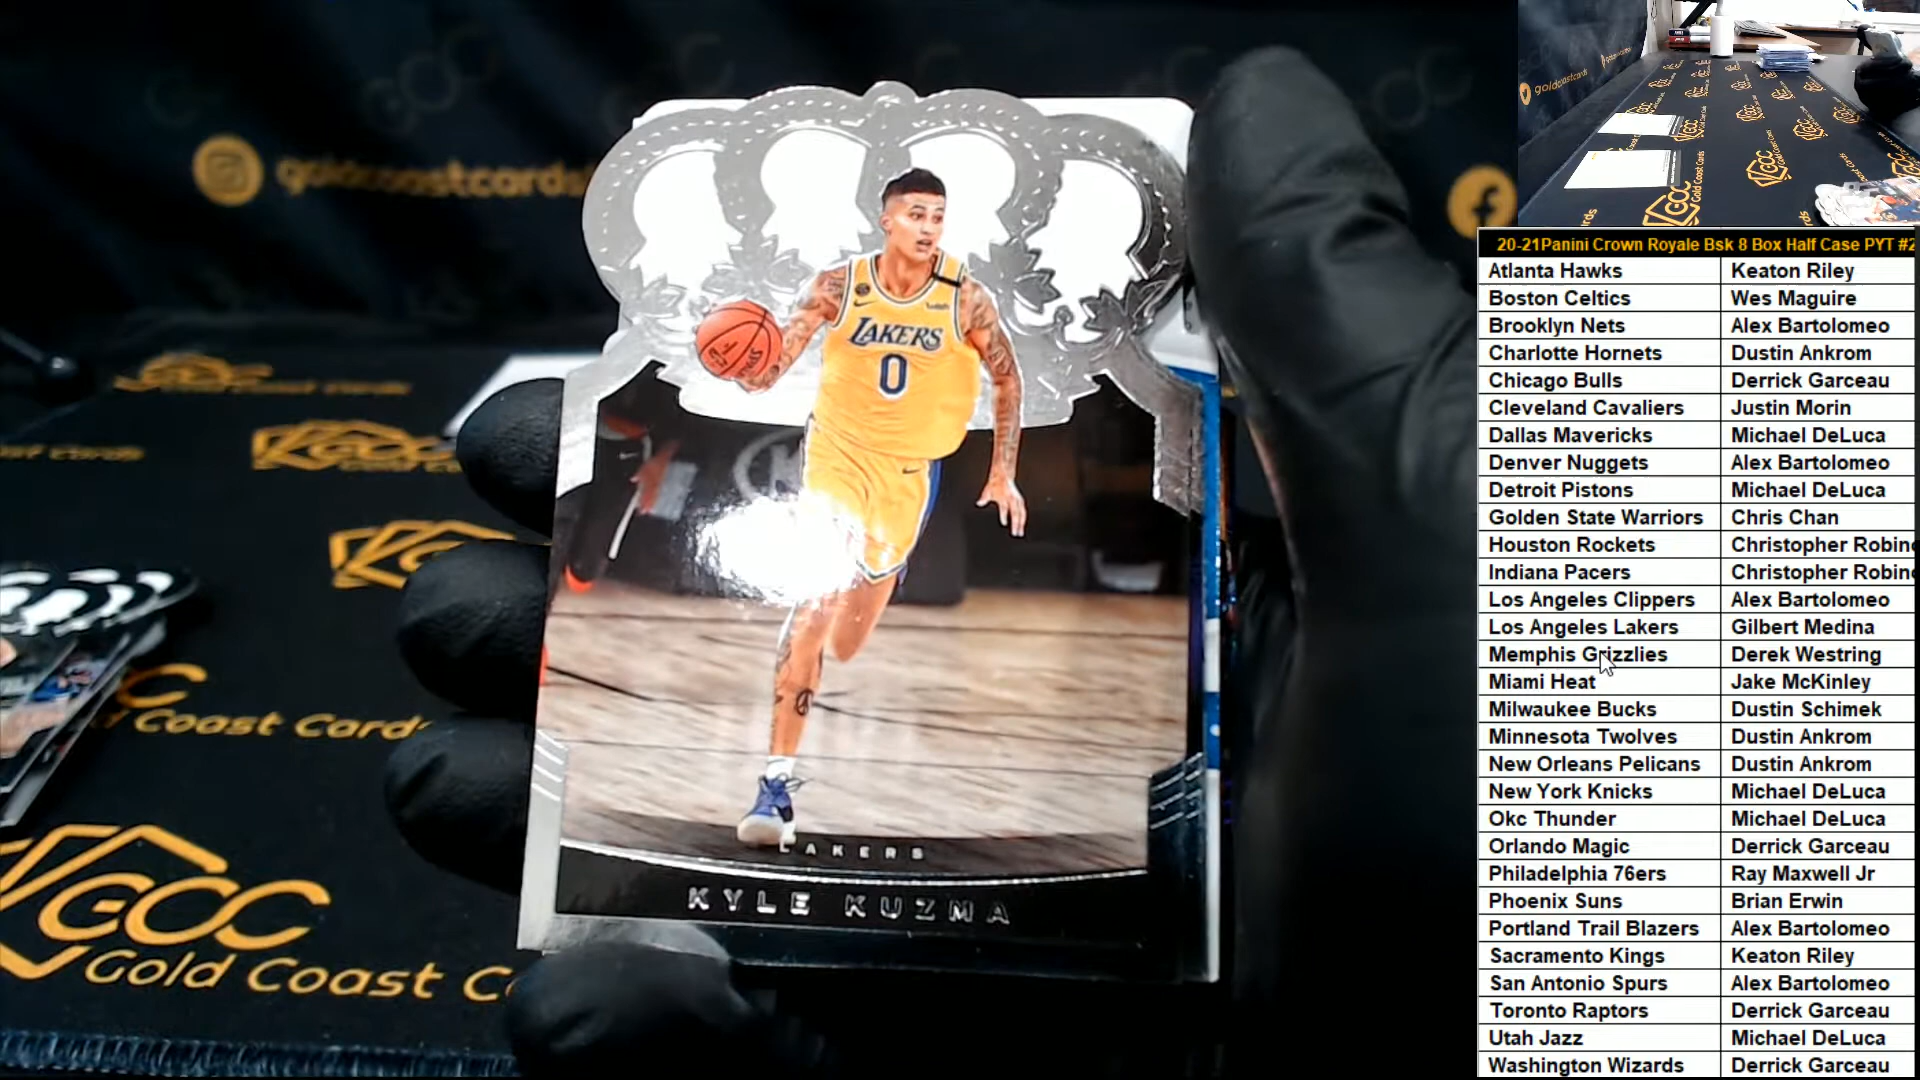 goldcoastcards
goldcoastcards
20-21Panini Crown Royale Bsk 8 Box Half Case PYT #2
Atlanta Hawks Keaton Riley
Boston Celtics Wes Maguire
Brooklyn Nets Alex Bartolomeo
Charlotte Hornets Dustin Ankrom
Chicago Bulls Derrick Garceau
Cleveland Cavaliers Justin Morin
Dallas Mavericks Michael DeLuca
Denver Nuggets Alex Bartolomeo
Detroit Pistons Michael DeLuca
Golden State Warriors Chris Chan
Houston Rockets Christopher Robin
Indiana Pacers Christopher Robin
Los Angeles Clippers Alex Bartolomeo
Los Angeles Lakers Gilbert Medina
Memphis Grizzlies Derek Westring
Miami Heat Jake McKinley
Milwaukee Bucks Dustin Schimek
Minnesota Twolves Dustin Ankrom
New Orleans Pelicans Dustin Ankrom
New York Knicks Michael DeLuca
Okc Thunder Michael DeLuca
Orlando Magic Derrick Garceau
Philadelphia 76ers Ray Maxwell Jr
Phoenix Suns Brian Erwin
Portland Trail Blazers Alex Bartolomeo
Sacramento Kings Keaton Riley
San Antonio Spurs Alex Bartolomeo
Toronto Raptors Derrick Garceau
Utah Jazz Michael DeLuca
Washington Wizards Derrick Garceau
LAKERS
0
LAKERS
KYLE KUZMA
Gold Coast Cards
GCC
Gold Coast C
GCC
Gold Coast Cards